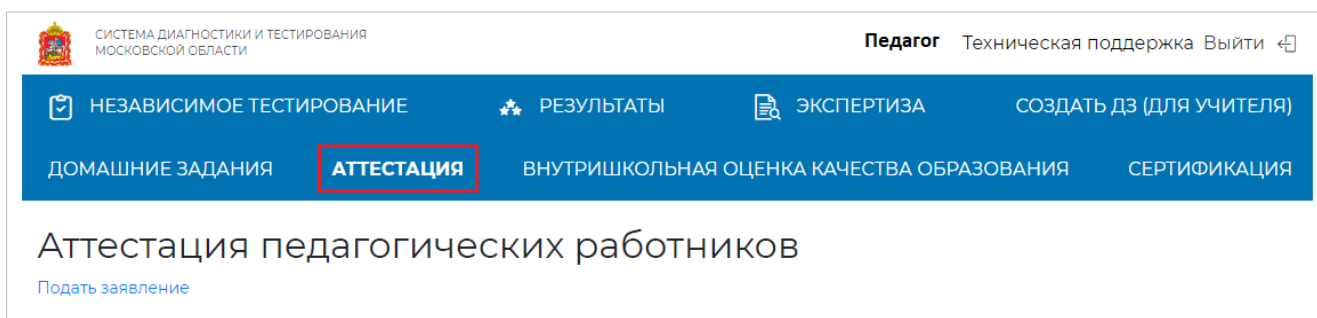 СИСТЕМА ДИАГНОСТИКИ И ТЕСТИРОВАНИЯ
МОСКОВСКОЙ ОБЛАСТИ
Педагог Техническая поддержка Выйти
НЕЗАВИСИМОЕ ТЕСТИРОВАНИЕ РЕЗУЛЬТАТЫ ЭКСПЕРТИЗА СОЗДАТЬ ДЗ (ДЛЯ УЧИТЕЛЯ)
ДОМАШНИЕ ЗАДАНИЯ АТТЕСТАЦИЯ ВНУТРИШКОЛЬНАЯ ОЦЕНКА КАЧЕСТВА ОБРАЗОВАНИЯ СЕРТИФИКАЦИЯ
Аттестация педагогических работников
Подать заявление